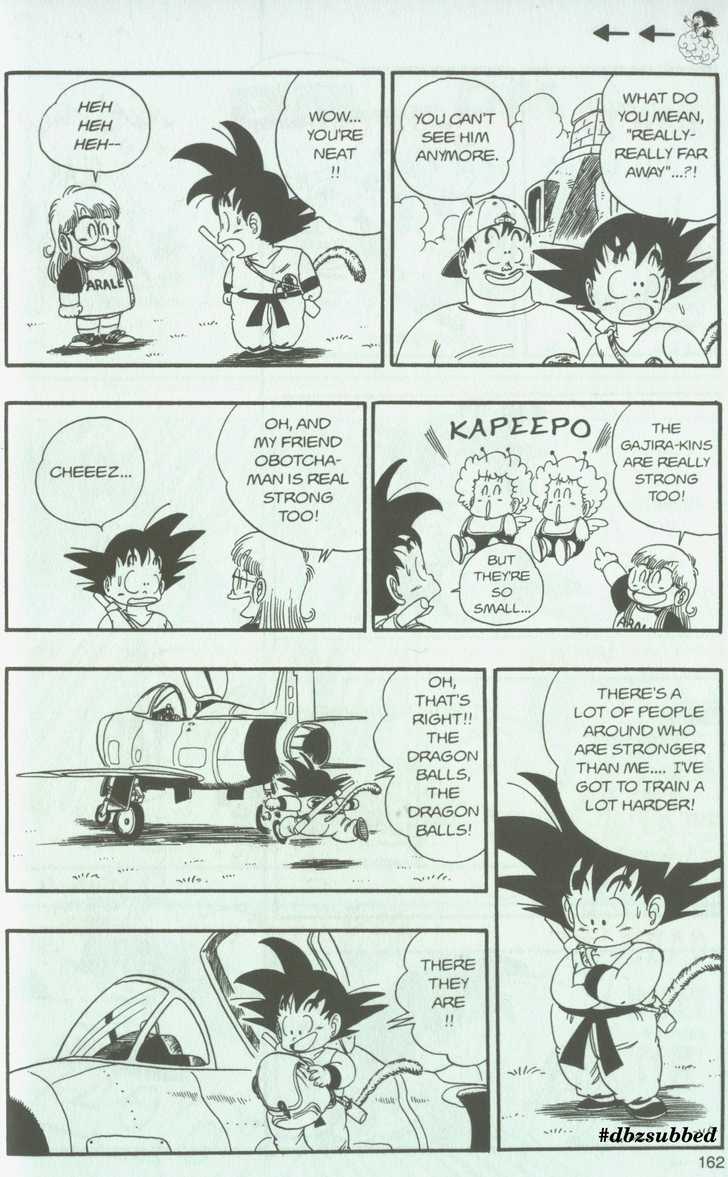 WHAT DO
YOU MEAN,
"REALLY-
REALLY FAR
AWAY"...?!
YOU CAN'T
SEE HIM
ANYMORE.
WOW...
YOU'RE
NEAT
!!
HEH
HEH
HEH--
ARALE
THE
GAJIRA-KINS
ARE REALLY
STRONG
TOO!
KAPEEPO
BUT
THEY'RE
SO
SMALL...
ARAL
OH, AND
MY FRIEND
OBOTCHA-
MAN IS REAL
STRONG
TOO!
CHEEEZ...
THERE'S A
LOT OF PEOPLE
AROUND WHO
ARE STRONGER
THAN ME.... I'VE
GOT TO TRAIN A
LOT HARDER!
OH,
THAT'S
RIGHT!!
THE
DRAGON
BALLS,
THE
DRAGON
BALLS!
THERE
THEY
ARE
!!
#dbzsubbed
162